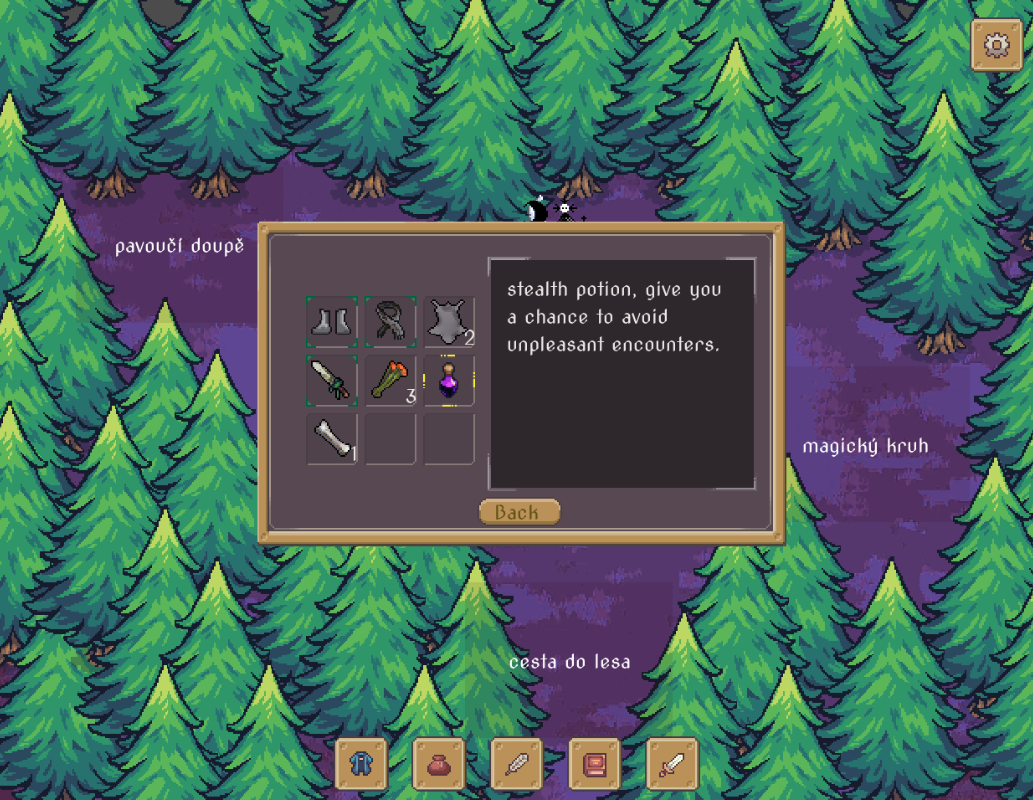 pavoučí doupě
stealth potion, give you
a chance to avoid
unpleasant encounters.
2
3
1
magický kruh
Back
cesta do lesa